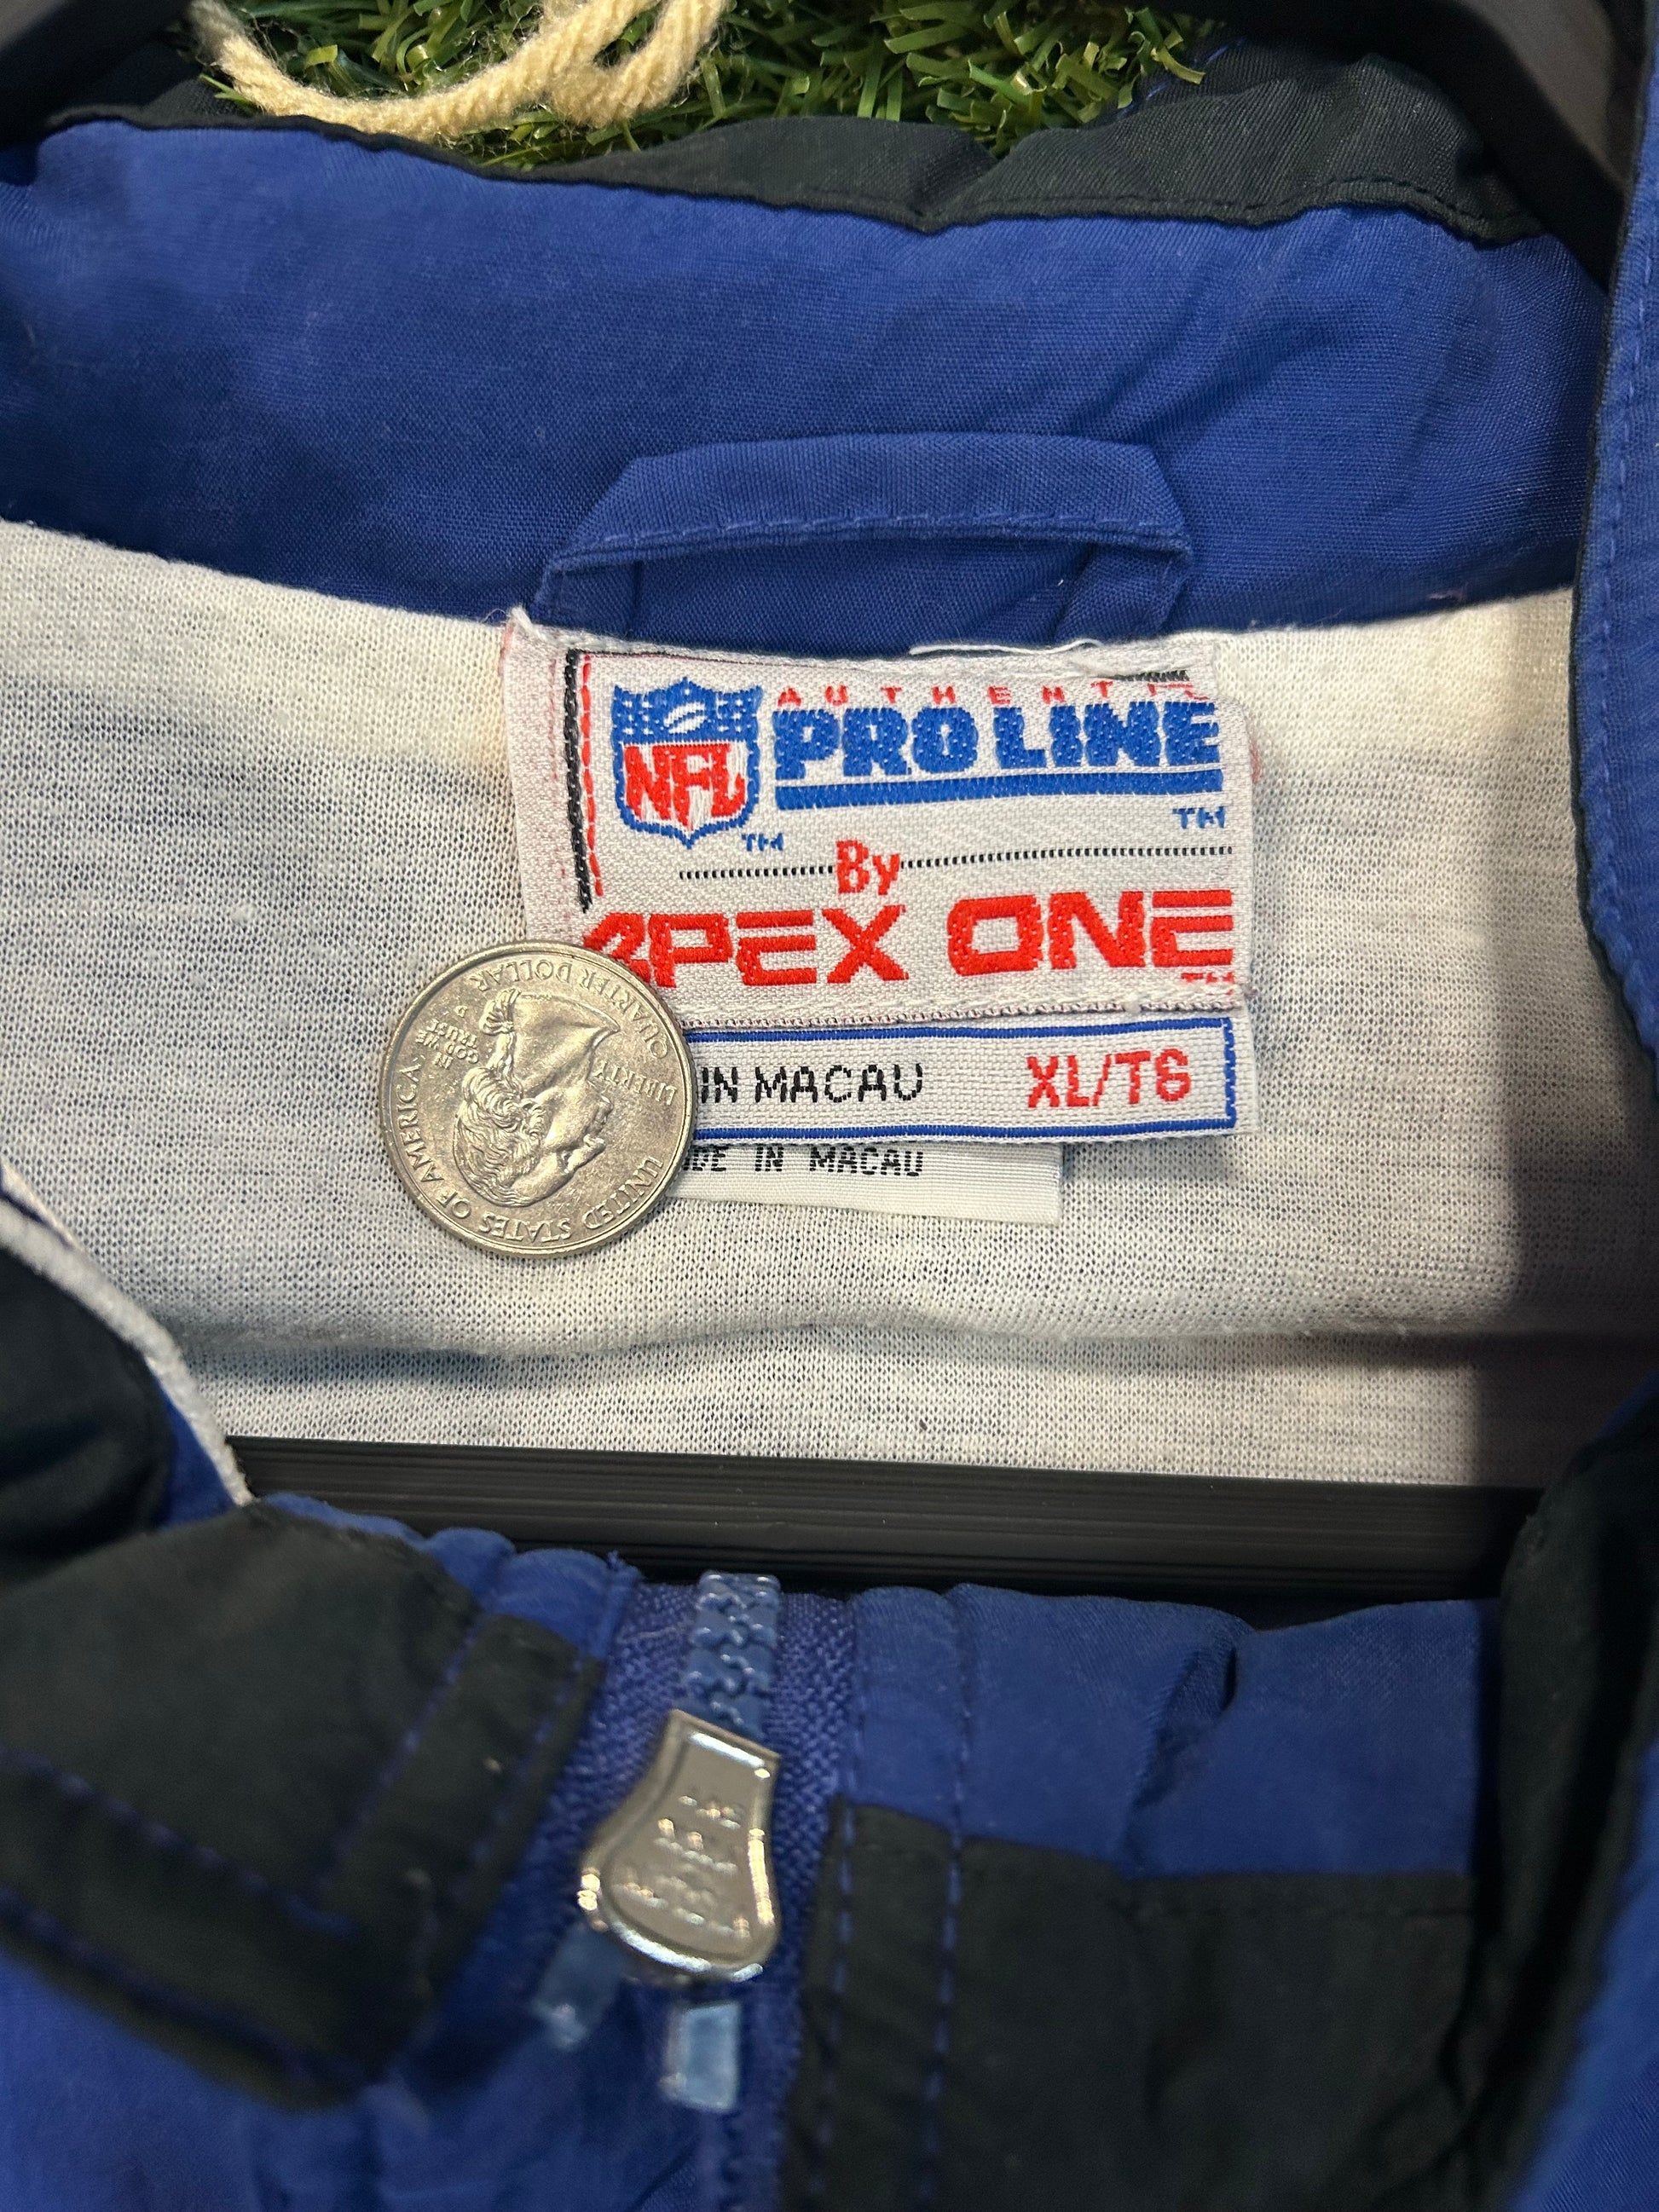 AUTHENTIC
PRO LINE
NFL
TM
TM
By
APEX ONE
TM
IN MACAU XL/TG
DE IN MACAU
UNITED STATES OF AMERICA
LIBERTY
IN
GOD WE
TRUST
QUARTER DOLLAR